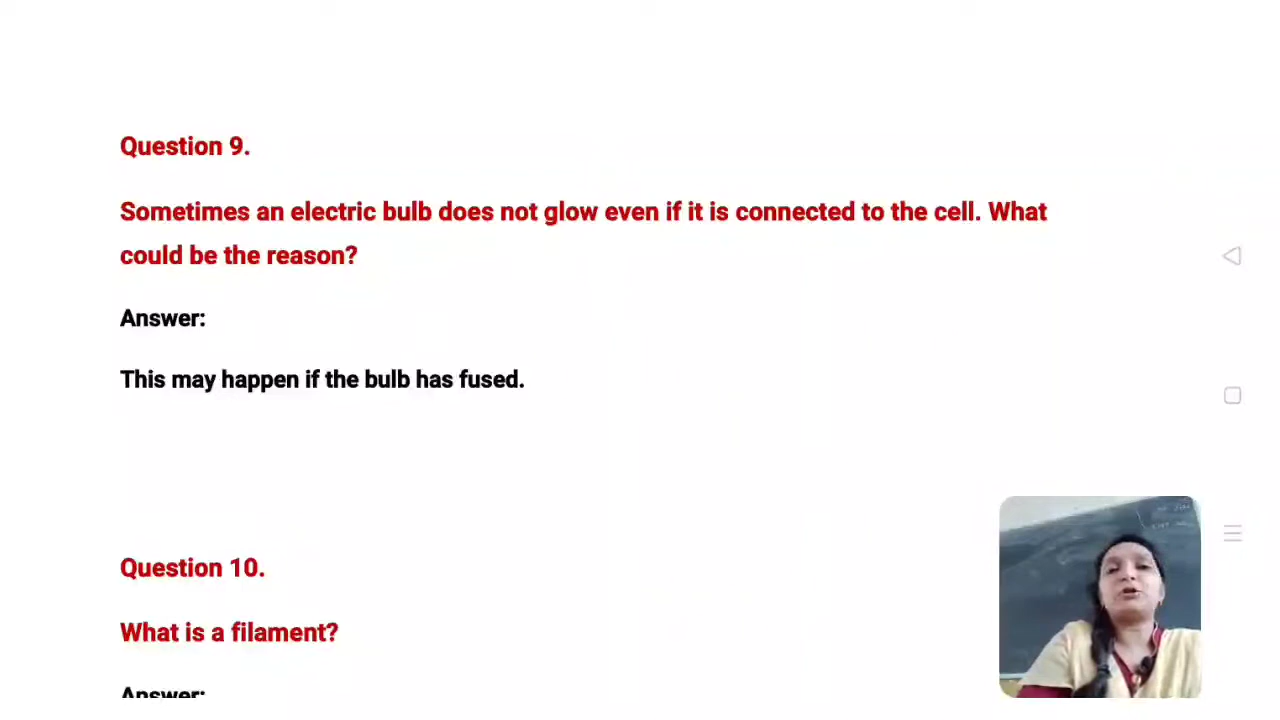 Question 9.
Sometimes an electric bulb does not glow even if it is connected to the cell. What
could be the reason?
Answer:
This may happen if the bulb has fused.
Question 10.
What is a filament?
Answer: